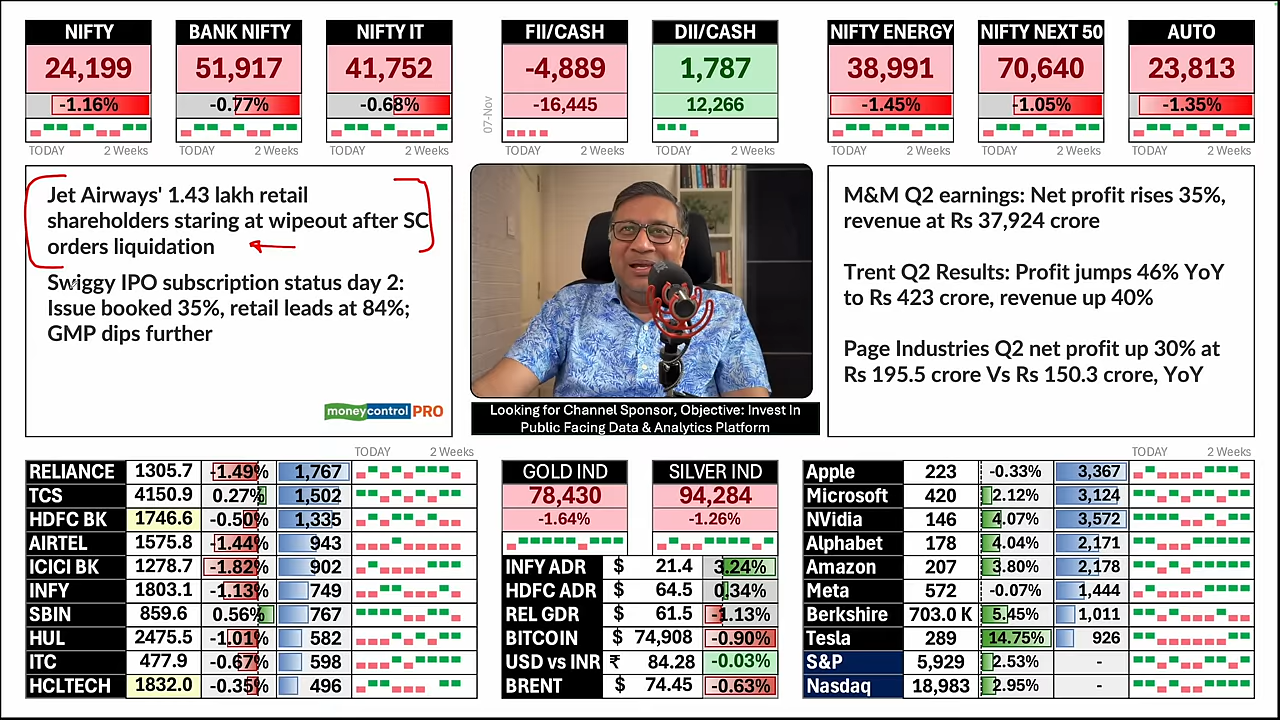 NIFTY
24,199
-1.16%
TODAY 2 Weeks
BANK NIFTY
51,917
-0.77%
TODAY 2 Weeks
NIFTY IT
41,752
-0.68%
TODAY 2 Weeks
07-Nov
FII/CASH
-4,889
-16,445
TODAY 2 Weeks
DII/CASH
1,787
12,266
TODAY 2 Weeks
NIFTY ENERGY
38,991
-1.45%
TODAY 2 Weeks
NIFTY NEXT 50
70,640
-1.05%
TODAY 2 Weeks
AUTO
23,813
-1.35%
TODAY 2 Weeks
Jet Airways' 1.43 lakh retail
shareholders staring at wipeout after SC
orders liquidation
Swiggy IPO subscription status day 2:
Issue booked 35%, retail leads at 84%;
GMP dips further
moneycontrol PRO
Looking for Channel Sponsor, Objective: Invest In
Public Facing Data & Analytics Platform
M&M Q2 earnings: Net profit rises 35%,
revenue at Rs 37,924 crore
Trent Q2 Results: Profit jumps 46% YoY
to Rs 423 crore, revenue up 40%
Page Industries Q2 net profit up 30% at
Rs 195.5 crore Vs Rs 150.3 crore, YoY
TODAY 2 Weeks
RELIANCE 1305.7 -1.49% 1,767
TCS 4150.9 0.27% 1,502
HDFC BK 1746.6 -0.50% 1,335
AIRTEL 1575.8 -1.44% 943
ICICI BK 1278.7 -1.82% 902
INFY 1803.1 -1.13% 749
SBIN 859.6 0.56% 767
HUL 2475.5 -1.01% 582
ITC 477.9 -0.67% 598
HCLTECH 1832.0 -0.35% 496
GOLD IND
78,430
-1.64%
SILVER IND
94,284
-1.26%
INFY ADR $ 21.4 3.24%
HDFC ADR $ 64.5 0.34%
REL GDR $ 61.5 -1.13%
BITCOIN $ 74,908 -0.90%
USD vs INR ₹ 84.28 -0.03%
BRENT $ 74.45 -0.63%
TODAY 2 Weeks
Apple 223 -0.33% 3,367
Microsoft 420 2.12% 3,124
NVidia 146 4.07% 3,572
Alphabet 178 4.04% 2,171
Amazon 207 3.80% 2,178
Meta 572 -0.07% 1,444
Berkshire 703.0 K 5.45% 1,011
Tesla 289 14.75% 926
S&P 5,929 2.53% -
Nasdaq 18,983 2.95% -